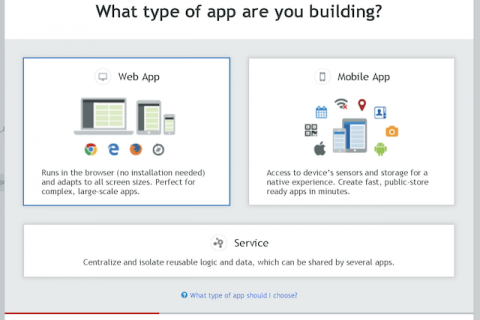 What type of app are you building?
Web App
Runs in the browser (no installation needed)
and adapts to all screen sizes. Perfect for
complex, large-scale apps.
Mobile App
Access to device's sensors and storage for a
native experience. Create fast, public-store
ready apps in minutes.
Service
Centralize and isolate reusable logic and data, which can be shared by several apps.
What type of app should I choose?